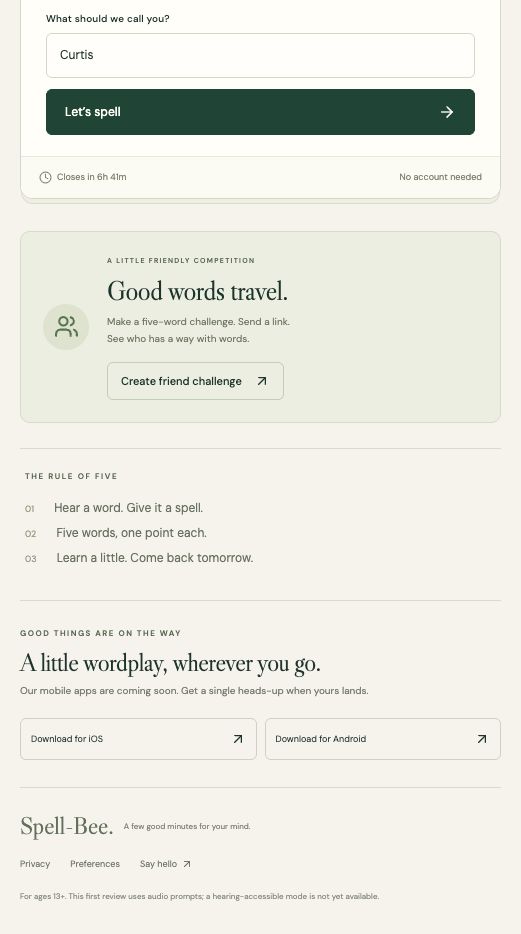 What should we call you?
Curtis
Let's spell
Closes in 6h 41m
No account needed
A LITTLE FRIENDLY COMPETITION
Good words travel.
Make a five-word challenge. Send a link.
See who has a way with words.
Create friend challenge
THE RULE OF FIVE
01 Hear a word. Give it a spell.
02 Five words, one point each.
03 Learn a little. Come back tomorrow.
GOOD THINGS ARE ON THE WAY
A little wordplay, wherever you go.
Our mobile apps are coming soon. Get a single heads-up when yours lands.
Download for iOS
Download for Android
Spell-Bee. A few good minutes for your mind.
Privacy Preferences Say hello
For ages 13+. This first review uses audio prompts; a hearing-accessible mode is not yet available.